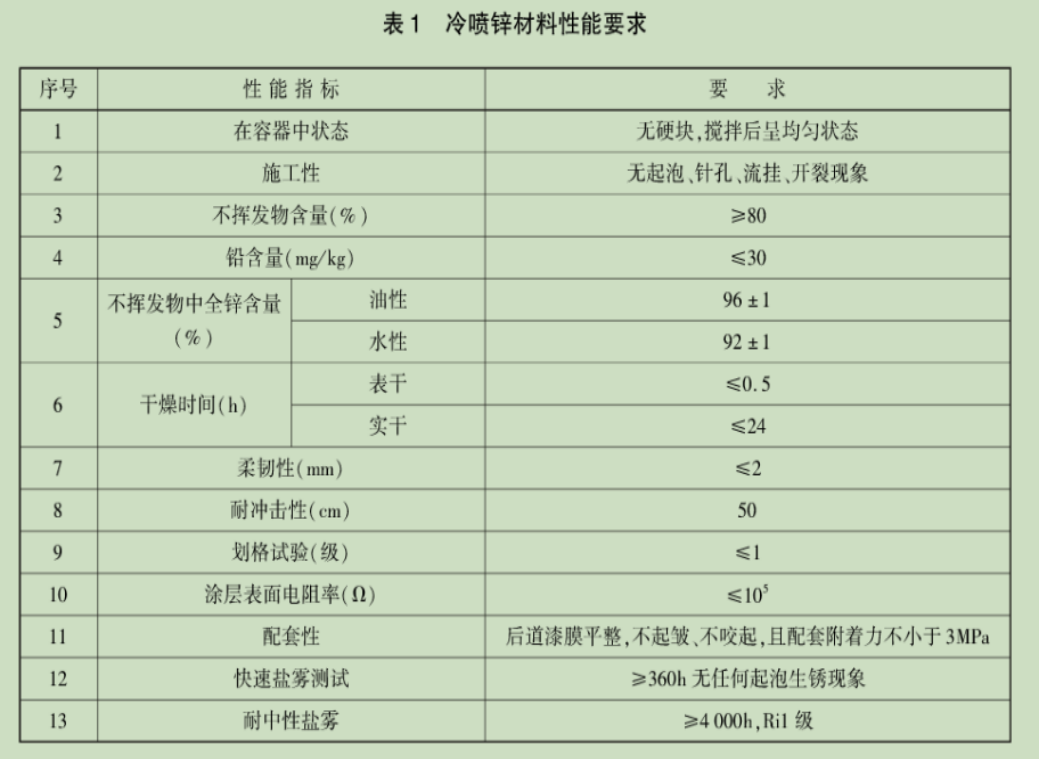 表1 冷喷锌材料性能要求
序号 性能指标 要求
1 在容器中状态 无硬块,搅拌后呈均匀状态
2 施工性 无起泡、针孔、流挂、开裂现象
3 不挥发物含量(%) ≥80
4 铅含量(mg/kg) ≤30
5 不挥发物中全锌含量(%) 油性 96±1
水性 92±1
6 干燥时间(h) 表干 ≤0.5
实干 ≤24
7 柔韧性(mm) ≤2
8 耐冲击性(cm) 50
9 划格试验(级) ≤1
10 涂层表面电阻率(Ω) ≤10⁵
11 配套性 后道漆膜平整,不起皱、不咬起,且配套附着力不小于3MPa
12 快速盐雾测试 ≥360h无任何起泡生锈现象
13 耐中性盐雾 ≥4 000h,Ri1级